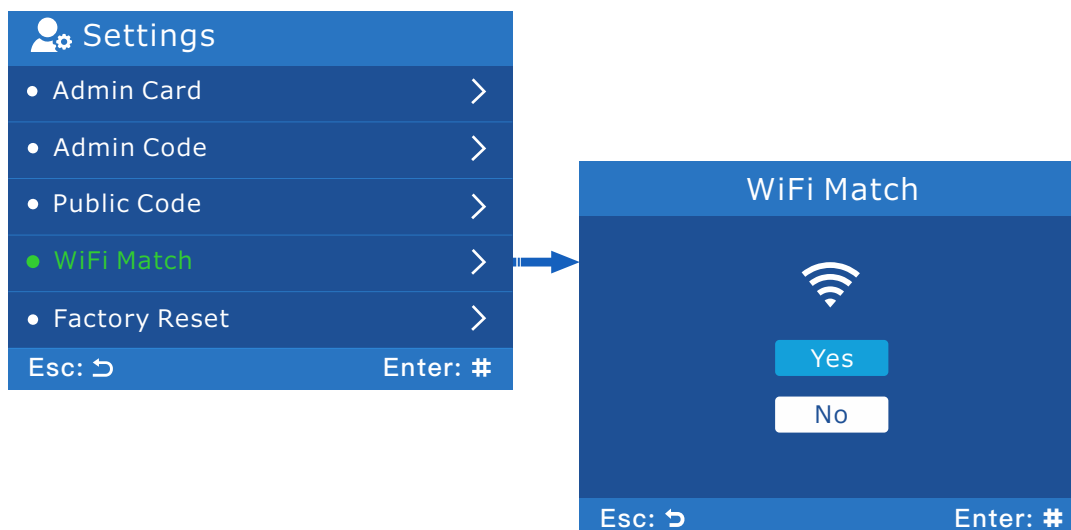 Settings
Admin Card
Admin Code
Public Code
WiFi Match
Factory Reset
Esc: ⮌ Enter: #
WiFi Match
Yes
No
Esc: ⮌ Enter: #